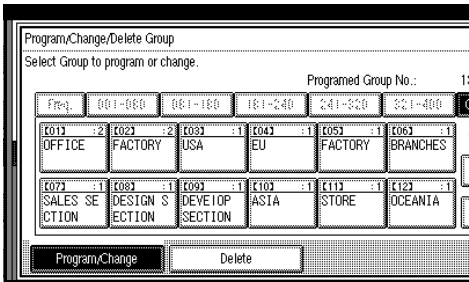 Program/Change/Delete Group
Select Group to program or change.
Programed Group No.:
Freq. 001-080 081-160 161-240 241-320 321-400
[01] :2 [02] :2 [03] :1 [04] :1 [05] :1 [06] :1
OFFICE FACTORY USA EU FACTORY BRANCHES
[07] :1 [08] :1 [09] :1 [10] :1 [11] :1 [12] :1
SALES SE DESIGN S DEVElOP ASIA STORE OCEANIA
CTION ECTION SECTION
Program/Change Delete